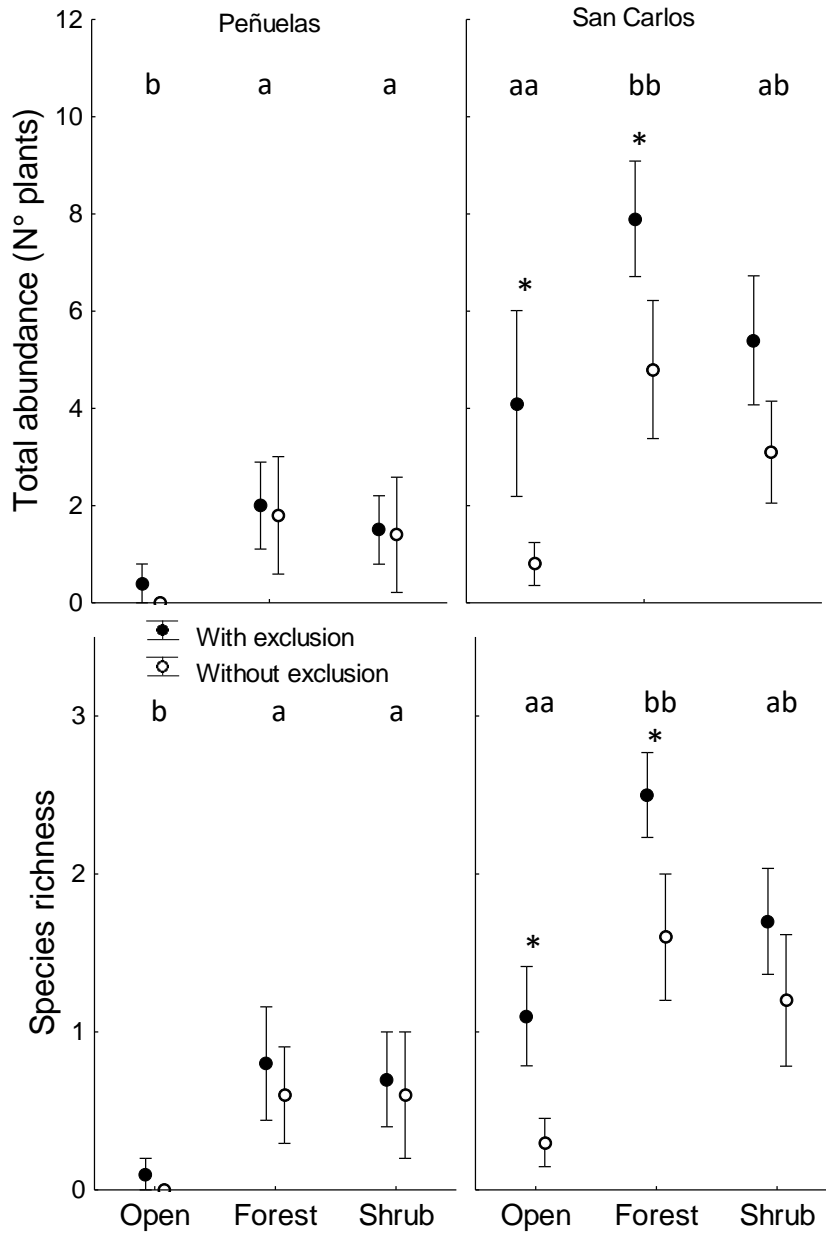 Peñuelas
San Carlos
Total abundance (N° plants)
12
10
8
6
4
2
0
b a a
aa bb ab
* *
With exclusion
Without exclusion
Species richness
3
2
1
0
b a a
aa bb ab
* *
Open Forest Shrub
Open Forest Shrub